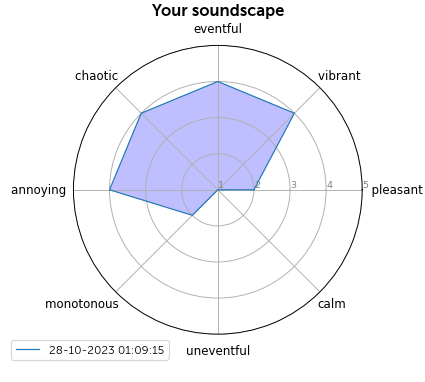 Your soundscape
eventful
chaotic
vibrant
annoying
1 2 3 4 5
pleasant
monotonous
calm
uneventful
28-10-2023 01:09:15